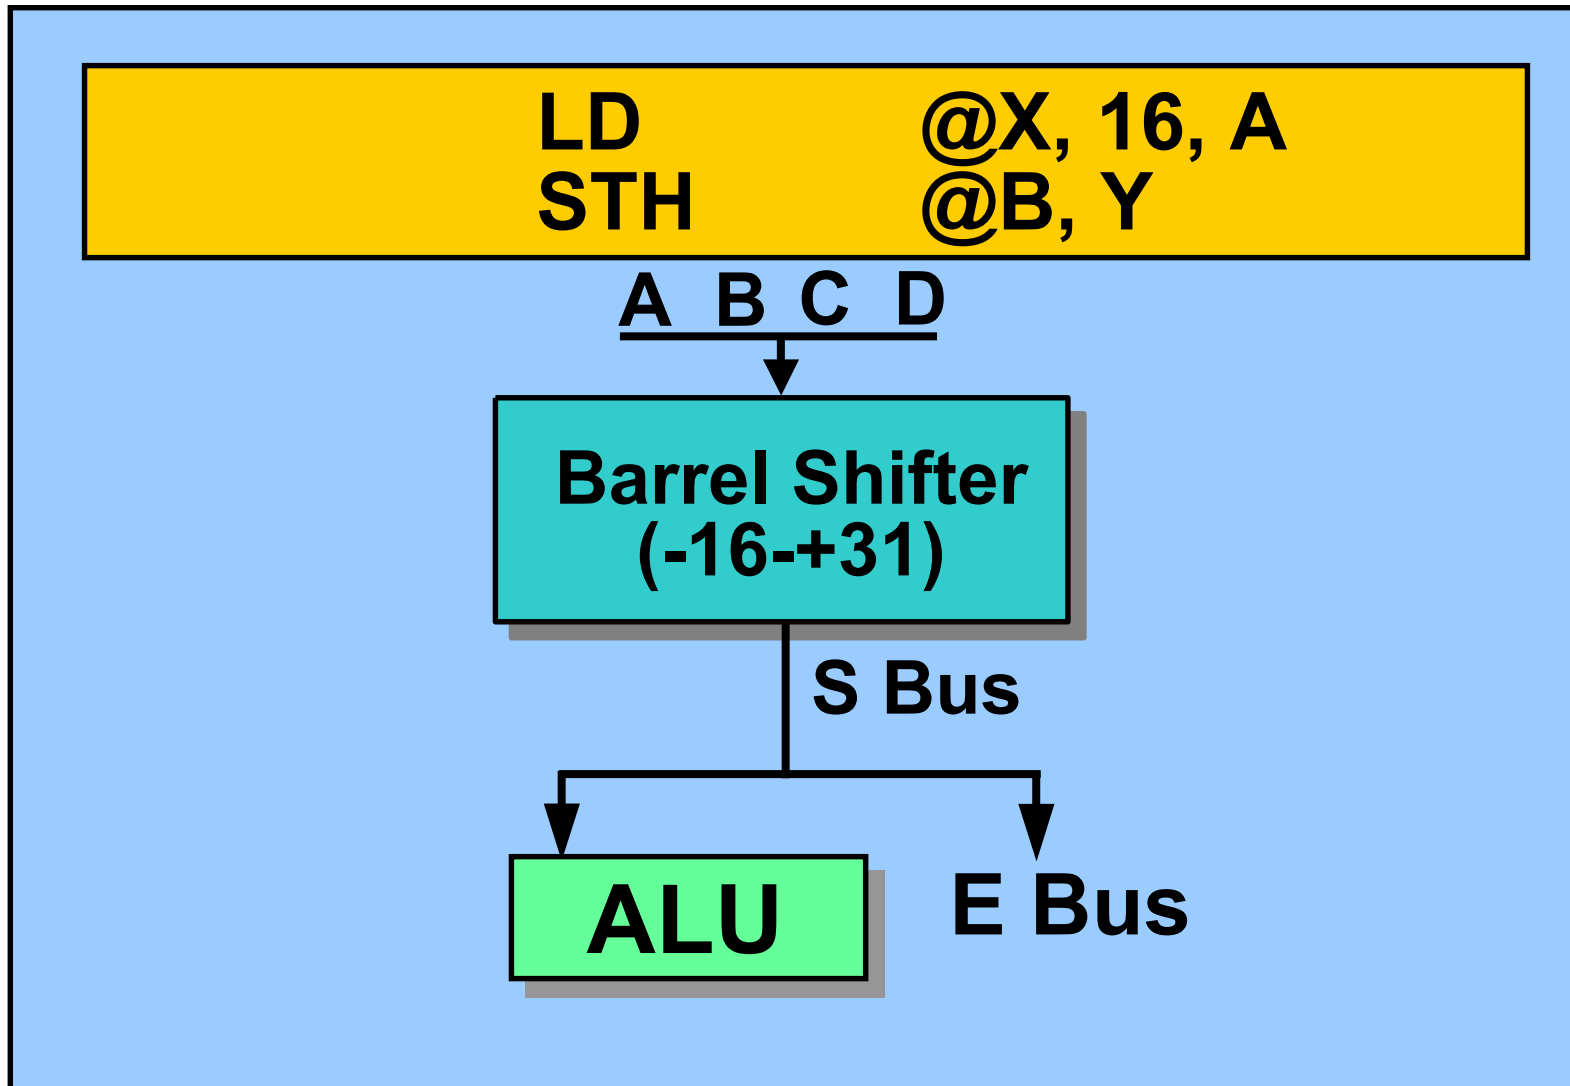 LD @X, 16, A
STH @B, Y
A B C D
Barrel Shifter
(-16-+31)
S Bus
ALU
E Bus